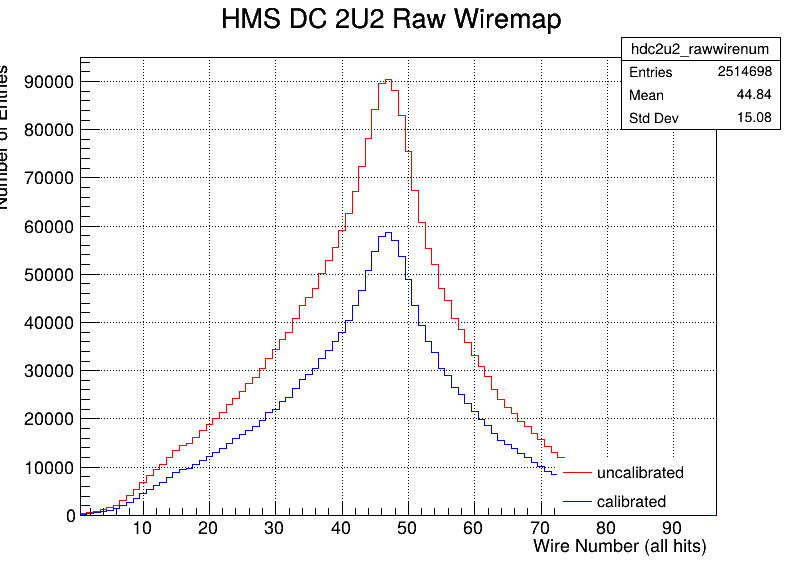 HMS DC 2U2 Raw Wiremap
hdc2u2_rawwirenum
Entries 2514698
Mean 44.84
Std Dev 15.08
Number of Entries
90000
80000
70000
60000
50000
40000
30000
20000
10000
0
uncalibrated
calibrated
10 20 30 40 50 60 70 80 90
Wire Number (all hits)